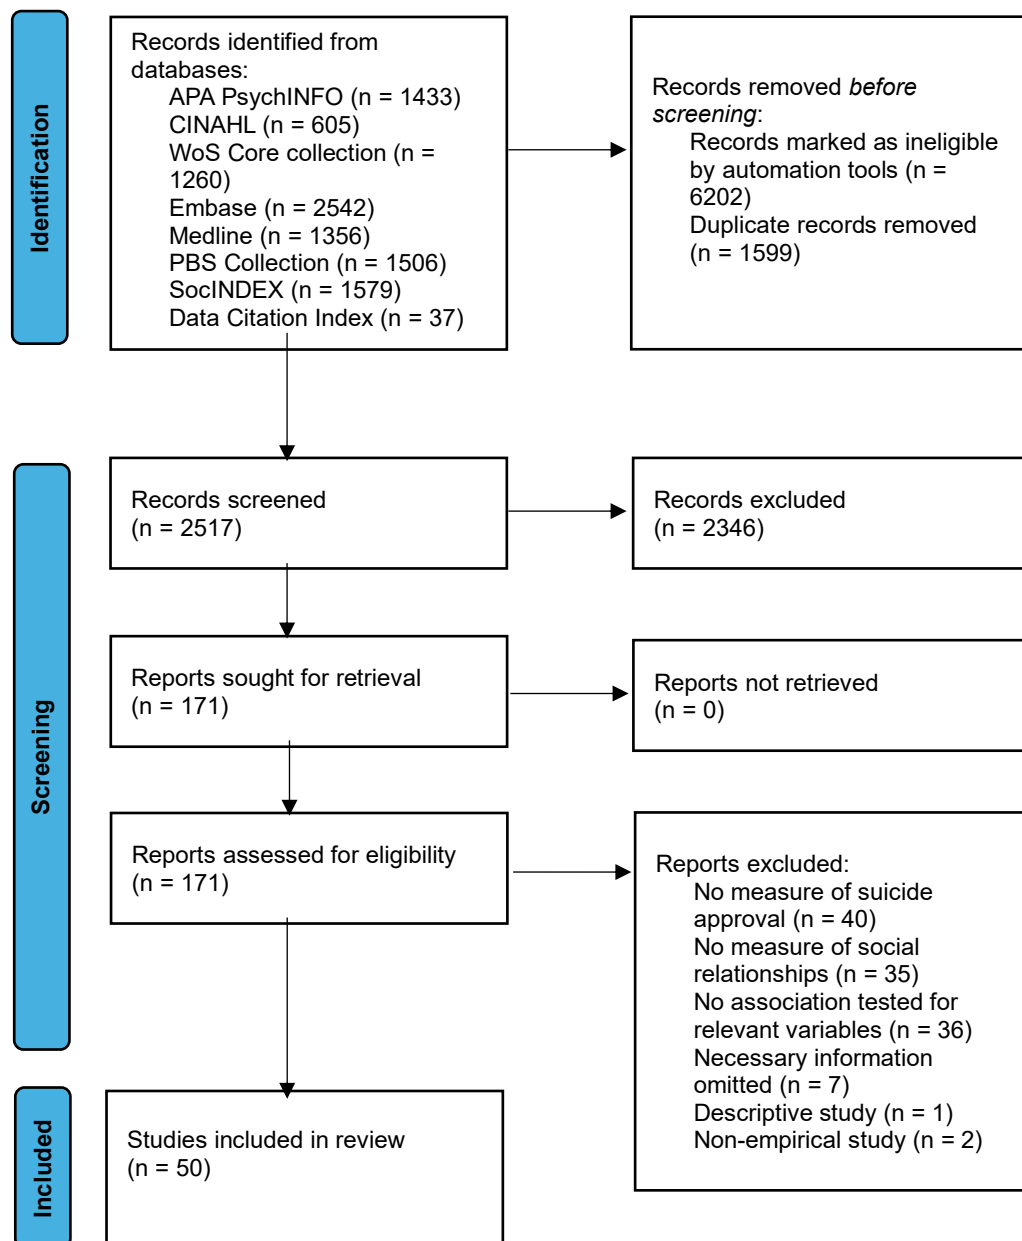 Identification
Records identified from
databases:
APA PsychINFO (n = 1433)
CINAHL (n = 605)
WoS Core collection (n =
1260)
Embase (n = 2542)
Medline (n = 1356)
PBS Collection (n = 1506)
SocINDEX (n = 1579)
Data Citation Index (n = 37)
Records removed before
screening:
Records marked as ineligible
by automation tools (n =
6202)
Duplicate records removed
(n = 1599)
Screening
Records screened
(n = 2517)
Records excluded
(n = 2346)
Reports sought for retrieval
(n = 171)
Reports not retrieved
(n = 0)
Reports assessed for eligibility
(n = 171)
Reports excluded:
No measure of suicide
approval (n = 40)
No measure of social
relationships (n = 35)
No association tested for
relevant variables (n = 36)
Necessary information
omitted (n = 7)
Descriptive study (n = 1)
Non-empirical study (n = 2)
Included
Studies included in review
(n = 50)